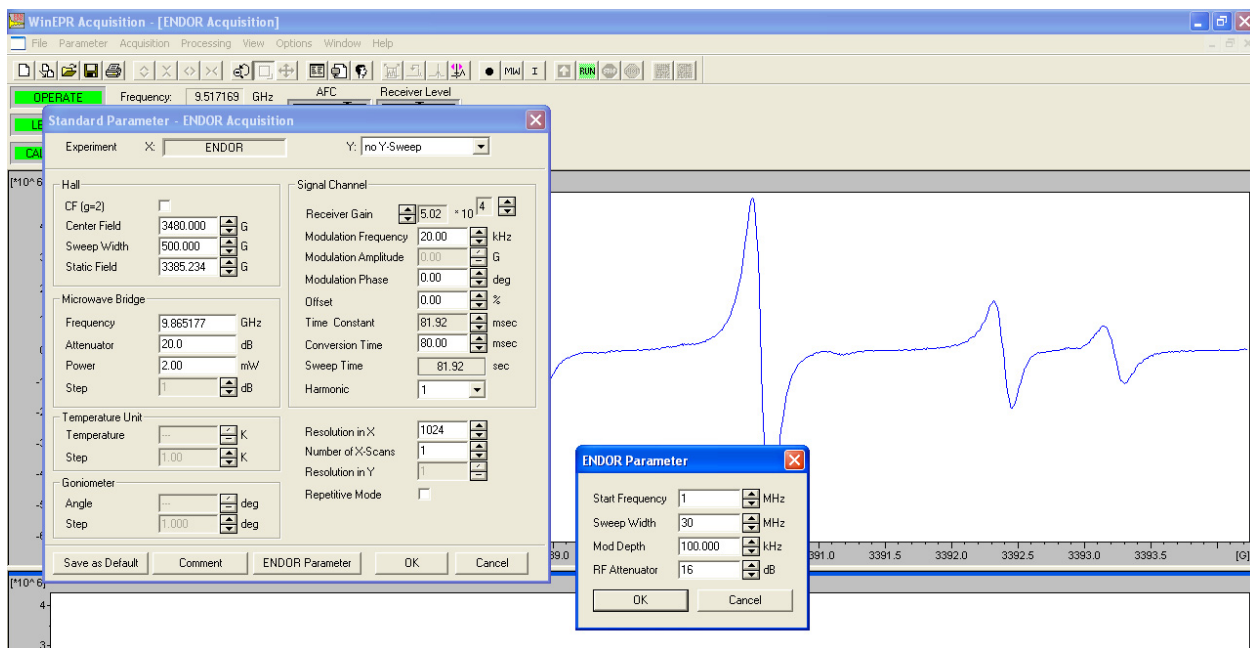 WinEPR Acquisition - [ENDOR Acquisition]
File Parameter Acquisition Processing View Options Window Help
MW I RUN
OPERATE Frequency: 9.517169 GHz AFC Receiver Level
Standard Parameter - ENDOR Acquisition
Experiment X: ENDOR Y: no Y-Sweep
Hall
CF (g=2)
Center Field 3480.000 G
Sweep Width 500.000 G
Static Field 3385.234 G
Microwave Bridge
Frequency 9.865177 GHz
Attenuator 20.0 dB
Power 2.00 mW
Step 1 dB
Temperature Unit
Temperature --- K
Step 1.00 K
Goniometer
Angle --- deg
Step 1.000 deg
Signal Channel
Receiver Gain 5.02 * 10 4
Modulation Frequency 20.00 kHz
Modulation Amplitude 0.00 G
Modulation Phase 0.00 deg
Offset 0.00 %
Time Constant 81.92 msec
Conversion Time 80.00 msec
Sweep Time 81.92 sec
Harmonic 1
Resolution in X 1024
Number of X-Scans 1
Resolution in Y 1
Repetitive Mode
Save as Default Comment ENDOR Parameter OK Cancel
ENDOR Parameter
Start Frequency 1 MHz
Sweep Width 30 MHz
Mod Depth 100.000 kHz
RF Attenuator 16 dB
OK Cancel
3391.5 3392.0 3392.5 3393.0 3393.5 [G]
[*10^6]
4
3